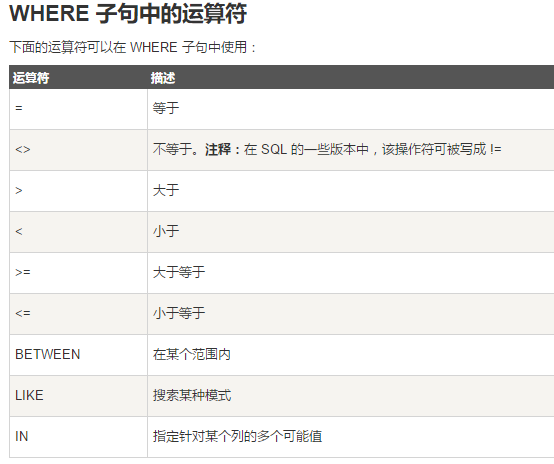 WHERE 子句中的运算符
下面的运算符可以在 WHERE 子句中使用：
运算符 描述
= 等于
<> 不等于。注释：在 SQL 的一些版本中，该操作符可被写成 !=
> 大于
< 小于
>= 大于等于
<= 小于等于
BETWEEN 在某个范围内
LIKE 搜索某种模式
IN 指定针对某个列的多个可能值